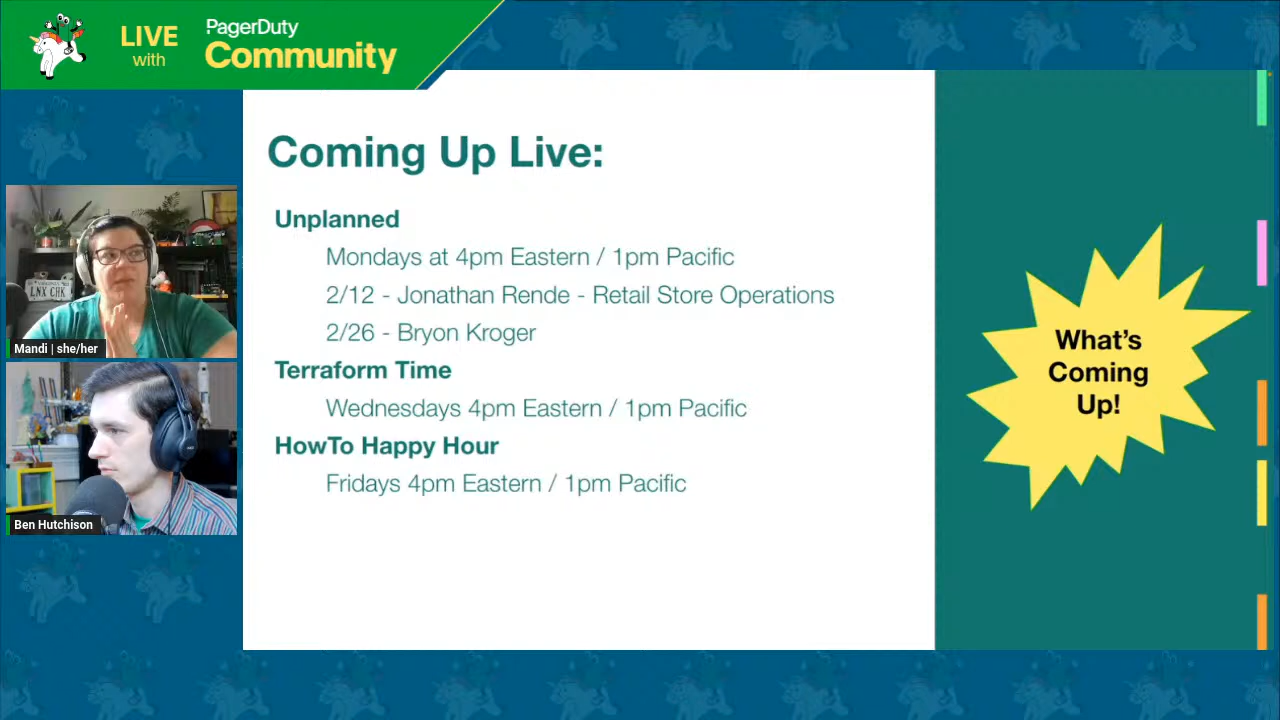 LIVE
with
PagerDuty
Community
Coming Up Live:
Unplanned
Mondays at 4pm Eastern / 1pm Pacific
2/12 - Jonathan Rende - Retail Store Operations
2/26 - Bryon Kroger
Terraform Time
Wednesdays 4pm Eastern / 1pm Pacific
HowTo Happy Hour
Fridays 4pm Eastern / 1pm Pacific
What's
Coming
Up!
LNX CHK
Mandi | she/her
Ben Hutchison